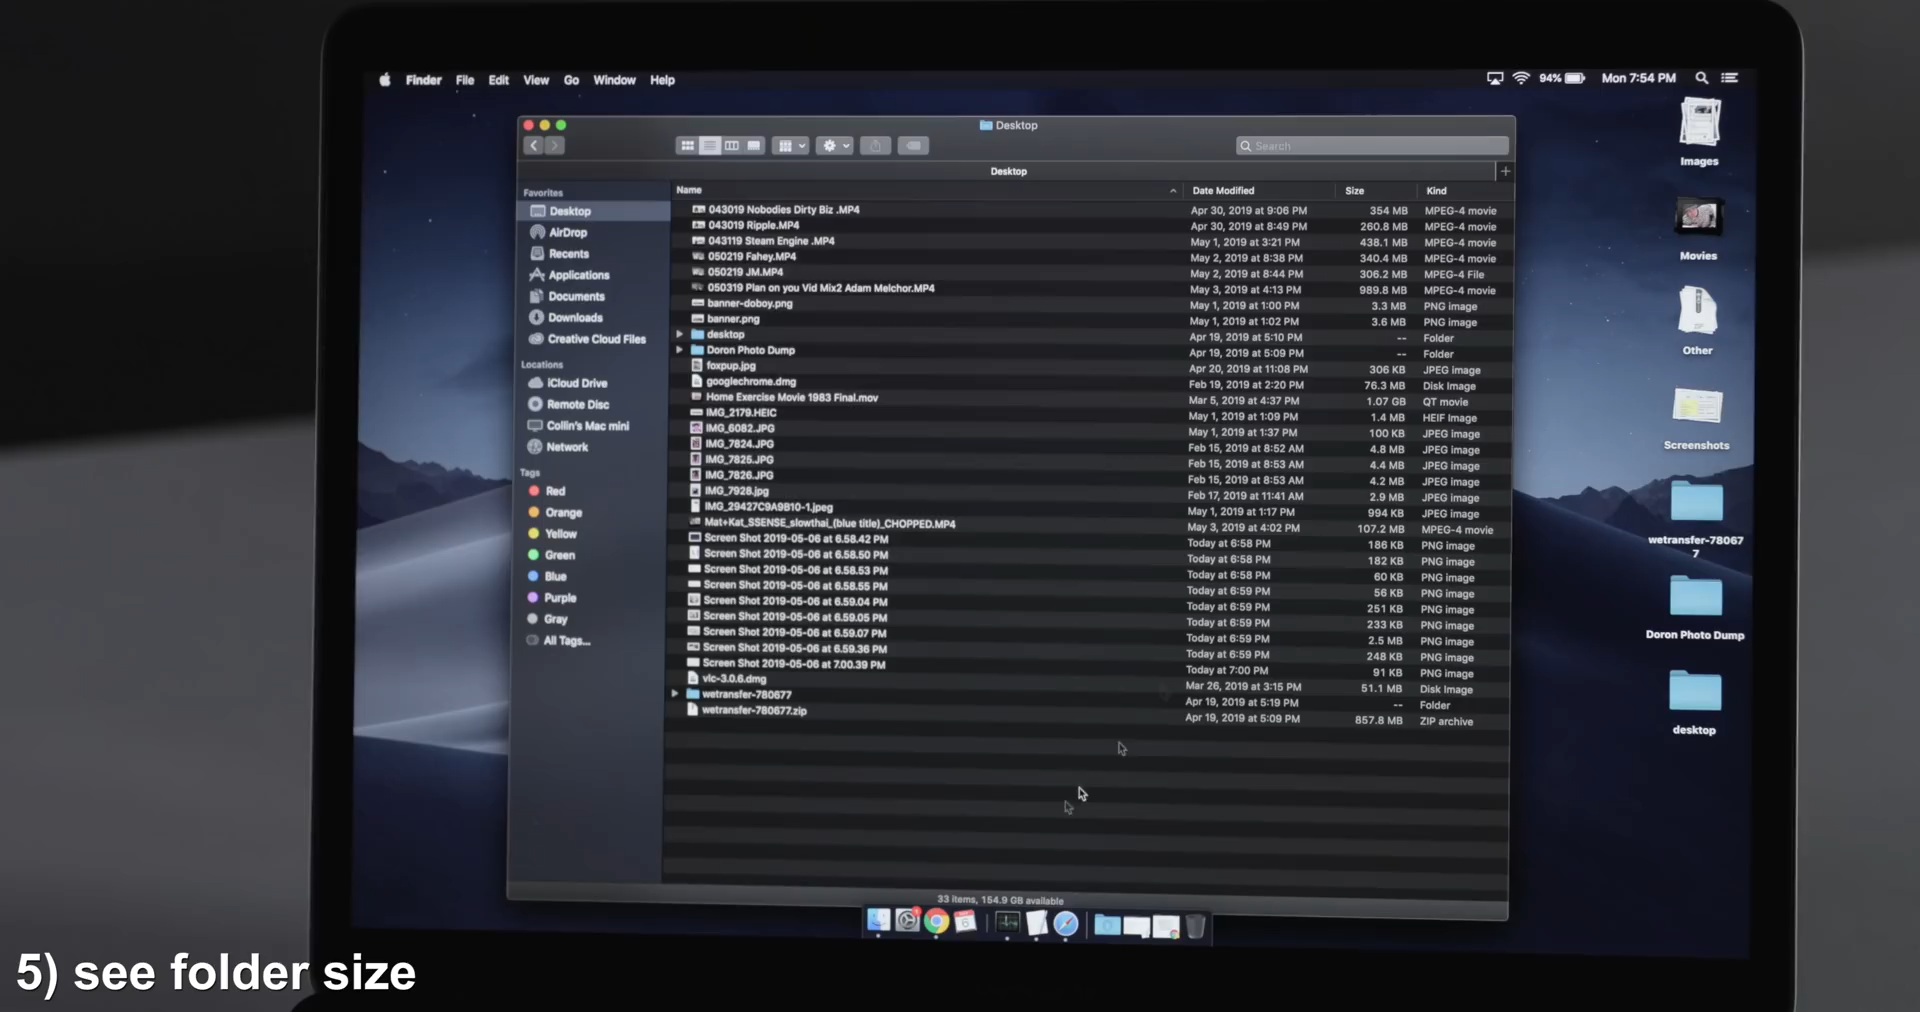 Finder File Edit View Go Window Help
94% Mon 7:54 PM
Desktop
Search
Desktop
Favorites
Desktop
AirDrop
Recents
Applications
Documents
Downloads
Creative Cloud Files
Locations
iCloud Drive
Remote Disc
Collin's Mac mini
Network
Tags
Red
Orange
Yellow
Green
Blue
Purple
Gray
All Tags...
Name Date Modified Size Kind
043019 Nobodies Dirty Biz .MP4 Apr 30, 2019 at 9:06 PM 354 MB MPEG-4 movie
043019 Ripple.MP4 Apr 30, 2019 at 8:49 PM 260.8 MB MPEG-4 movie
043119 Steam Engine .MP4 May 1, 2019 at 3:21 PM 438.1 MB MPEG-4 movie
050219 Fahey.MP4 May 2, 2019 at 8:38 PM 340.4 MB MPEG-4 movie
050219 JM.MP4 May 2, 2019 at 8:44 PM 306.2 MB MPEG-4 File
050319 Plan on you Vid Mix2 Adam Melchor.MP4 May 3, 2019 at 4:13 PM 989.8 MB MPEG-4 movie
banner-doboy.png May 1, 2019 at 1:00 PM 3.3 MB PNG image
banner.png May 1, 2019 at 1:02 PM 3.6 MB PNG image
desktop Apr 19, 2019 at 5:10 PM -- Folder
Doron Photo Dump Apr 19, 2019 at 5:09 PM -- Folder
foxpup.jpg Apr 20, 2019 at 11:08 PM 306 KB JPEG image
googlechrome.dmg Feb 19, 2019 at 2:20 PM 76.3 MB Disk Image
Home Exercise Movie 1983 Final.mov Mar 5, 2019 at 4:37 PM 1.07 GB QT movie
IMG_2179.HEIC May 1, 2019 at 1:09 PM 1.4 MB HEIF Image
IMG_6082.JPG May 1, 2019 at 1:37 PM 100 KB JPEG image
IMG_7824.JPG Feb 15, 2019 at 8:52 AM 4.8 MB JPEG image
IMG_7825.JPG Feb 15, 2019 at 8:53 AM 4.4 MB JPEG image
IMG_7826.JPG Feb 15, 2019 at 8:53 AM 4.2 MB JPEG image
IMG_7928.jpg Feb 17, 2019 at 11:41 AM 2.9 MB JPEG image
IMG_29427C9A9B10-1.jpeg May 1, 2019 at 1:17 PM 994 KB JPEG image
Mat+Kat_SSENSE_slowthai_(blue title)_CHOPPED.MP4 May 3, 2019 at 4:02 PM 107.2 MB MPEG-4 movie
Screen Shot 2019-05-06 at 6.58.42 PM Today at 6:58 PM 186 KB PNG image
Screen Shot 2019-05-06 at 6.58.50 PM Today at 6:58 PM 182 KB PNG image
Screen Shot 2019-05-06 at 6.58.53 PM Today at 6:58 PM 60 KB PNG image
Screen Shot 2019-05-06 at 6.58.55 PM Today at 6:58 PM 56 KB PNG image
Screen Shot 2019-05-06 at 6.59.04 PM Today at 6:59 PM 251 KB PNG image
Screen Shot 2019-05-06 at 6.59.05 PM Today at 6:59 PM 233 KB PNG image
Screen Shot 2019-05-06 at 6.59.07 PM Today at 6:59 PM 2.5 MB PNG image
Screen Shot 2019-05-06 at 6.59.36 PM Today at 6:59 PM 248 KB PNG image
Screen Shot 2019-05-06 at 7.00.39 PM Today at 7:00 PM 91 KB PNG image
vlc-3.0.6.dmg Mar 26, 2019 at 3:15 PM 51.1 MB Disk Image
wetransfer-780677 Apr 19, 2019 at 5:19 PM -- Folder
wetransfer-780677.zip Apr 19, 2019 at 5:09 PM 857.8 MB ZIP archive
33 items, 154.9 GB available
Images
Movies
ZIP
Other
Screenshots
wetransfer-78067
7
Doron Photo Dump
desktop
5) see folder size